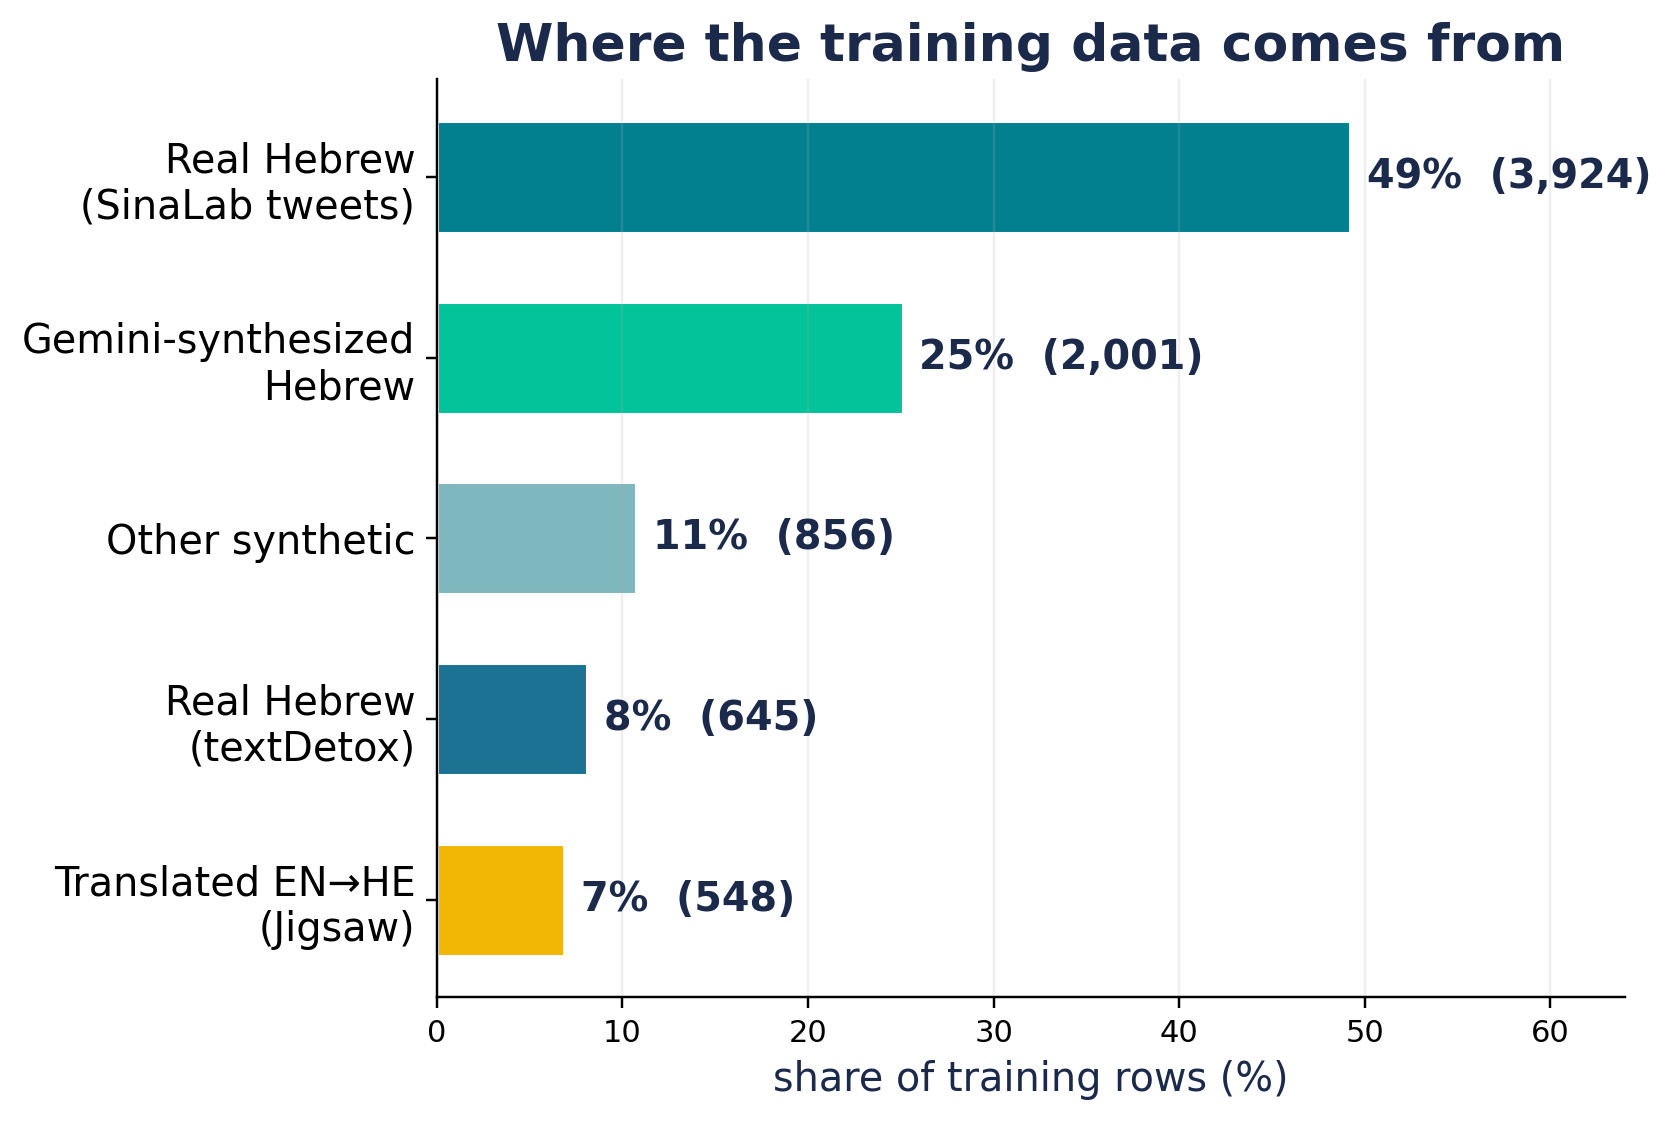 Where the training data comes from
Real Hebrew
(SinaLab tweets)
49% (3,924)
Gemini-synthesized
Hebrew
25% (2,001)
Other synthetic
11% (856)
Real Hebrew
(textDetox)
8% (645)
Translated EN→HE
(Jigsaw)
7% (548)
0 10 20 30 40 50 60
share of training rows (%)